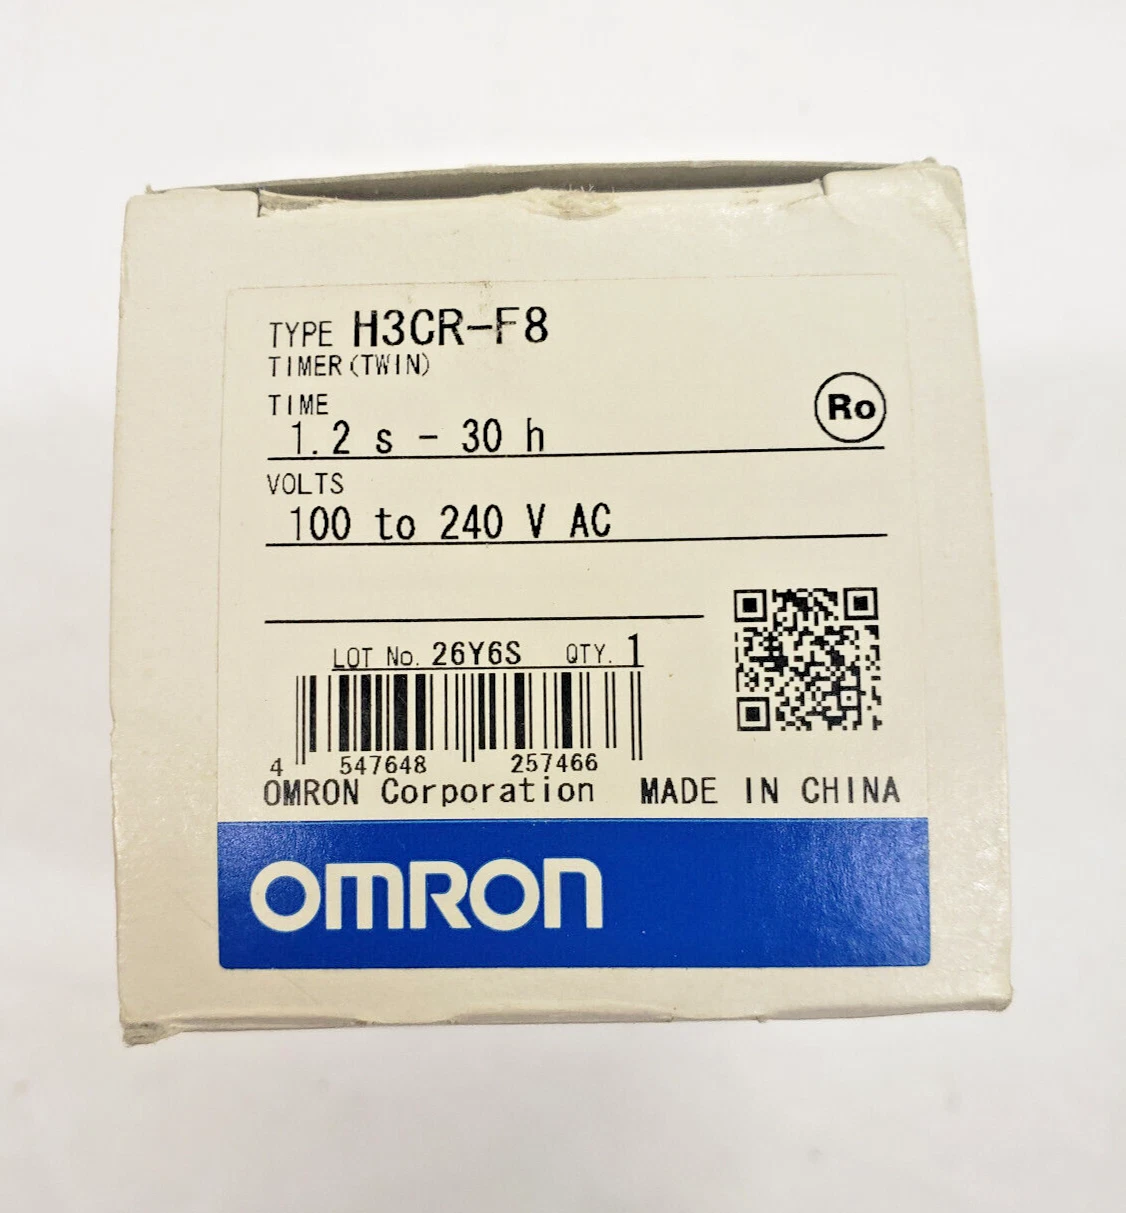 TYPE H3CR-F8
TIMER(TWIN)
TIME
1.2 s - 30 h
Ro
VOLTS
100 to 240 V AC
LOT No. 26Y6S QTY. 1
4 547648 257466
OMRON Corporation MADE IN CHINA
OMRON